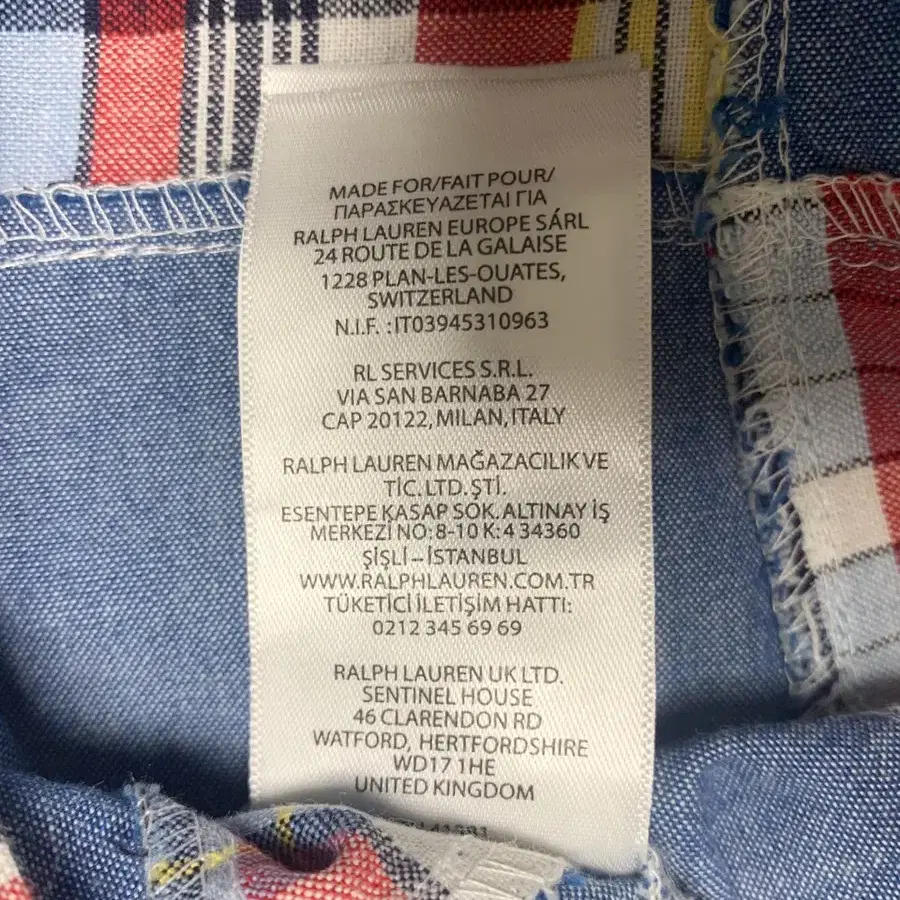 MADE FOR/FAIT POUR/
ΠΑΡΑΣΚΕΥΑΖΕΤΑΙ ΓΙΑ
RALPH LAUREN EUROPE SÁRL
24 ROUTE DE LA GALAISE
1228 PLAN-LES-OUATES,
SWITZERLAND
N.I.F. :IT03945310963
RL SERVICES S.R.L.
VIA SAN BARNABA 27
CAP 20122, MILAN, ITALY
RALPH LAUREN MAĞAZACILIK VE
TİC. LTD. ŞTİ.
ESENTEPE KASAP SOK. ALTINAY İŞ
MERKEZİ NO: 8-10 K: 4 34360
ŞİŞLİ – İSTANBUL
WWW.RALPHLAUREN.COM.TR
TÜKETİCİ İLETİŞİM HATTI:
0212 345 69 69
RALPH LAUREN UK LTD.
SENTINEL HOUSE
46 CLARENDON RD
WATFORD, HERTFORDSHIRE
WD17 1HE
UNITED KINGDOM